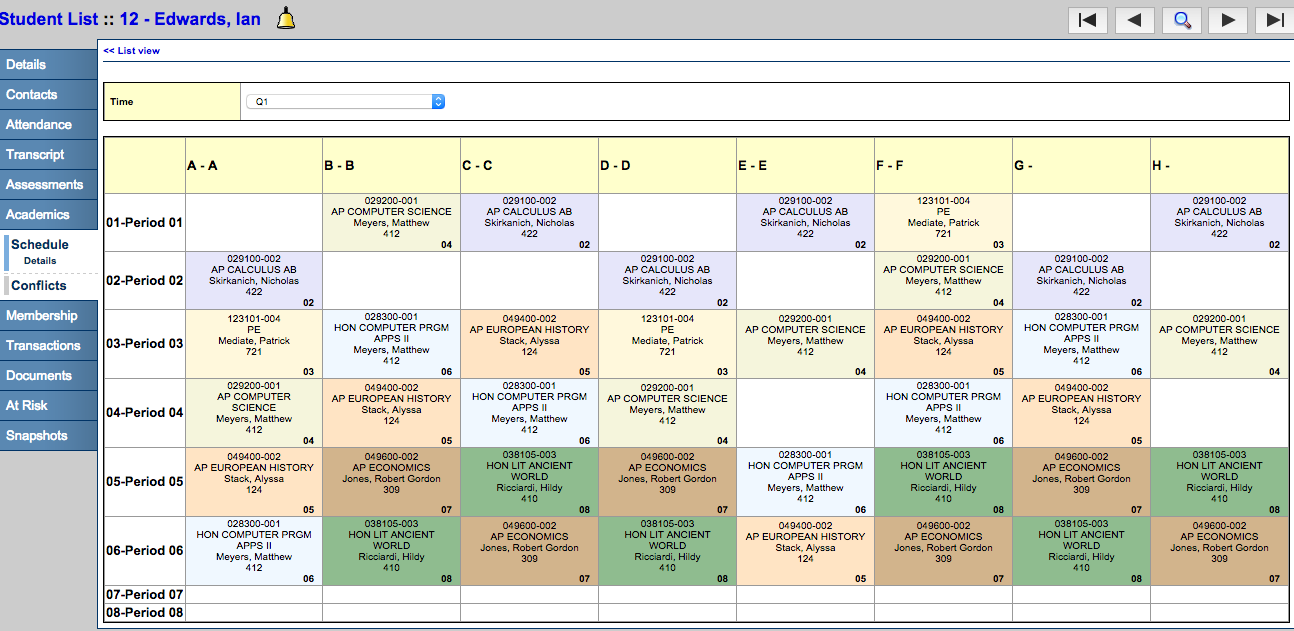 Student List :: 12 - Edwards, Ian
<< List view
Details
Contacts
Attendance
Transcript
Assessments
Academics
Schedule
Details
Conflicts
Membership
Transactions
Documents
At Risk
Snapshots
Time Q1
A - A B - B C - C D - D E - E F - F G - H -
01-Period 01
029200-001
AP COMPUTER SCIENCE
Meyers, Matthew
412
04
029100-002
AP CALCULUS AB
Skirkanich, Nicholas
422
02
029100-002
AP CALCULUS AB
Skirkanich, Nicholas
422
02
123101-004
PE
Mediate, Patrick
721
03
029100-002
AP CALCULUS AB
Skirkanich, Nicholas
422
02
02-Period 02
029100-002
AP CALCULUS AB
Skirkanich, Nicholas
422
02
029100-002
AP CALCULUS AB
Skirkanich, Nicholas
422
02
029200-001
AP COMPUTER SCIENCE
Meyers, Matthew
412
04
029100-002
AP CALCULUS AB
Skirkanich, Nicholas
422
02
03-Period 03
123101-004
PE
Mediate, Patrick
721
03
028300-001
HON COMPUTER PRGM
APPS II
Meyers, Matthew
412
06
049400-002
AP EUROPEAN HISTORY
Stack, Alyssa
124
05
123101-004
PE
Mediate, Patrick
721
03
029200-001
AP COMPUTER SCIENCE
Meyers, Matthew
412
04
049400-002
AP EUROPEAN HISTORY
Stack, Alyssa
124
05
028300-001
HON COMPUTER PRGM
APPS II
Meyers, Matthew
412
06
029200-001
AP COMPUTER SCIENCE
Meyers, Matthew
412
04
04-Period 04
029200-001
AP COMPUTER
SCIENCE
Meyers, Matthew
412
04
049400-002
AP EUROPEAN HISTORY
Stack, Alyssa
124
05
028300-001
HON COMPUTER PRGM
APPS II
Meyers, Matthew
412
06
029200-001
AP COMPUTER SCIENCE
Meyers, Matthew
412
04
028300-001
HON COMPUTER PRGM
APPS II
Meyers, Matthew
412
06
049400-002
AP EUROPEAN HISTORY
Stack, Alyssa
124
05
05-Period 05
049400-002
AP EUROPEAN HISTORY
Stack, Alyssa
124
05
049600-002
AP ECONOMICS
Jones, Robert Gordon
309
07
038105-003
HON LIT ANCIENT
WORLD
Ricciardi, Hildy
410
08
049600-002
AP ECONOMICS
Jones, Robert Gordon
309
07
028300-001
HON COMPUTER PRGM
APPS II
Meyers, Matthew
412
06
038105-003
HON LIT ANCIENT
WORLD
Ricciardi, Hildy
410
08
049600-002
AP ECONOMICS
Jones, Robert Gordon
309
07
038105-003
HON LIT ANCIENT
WORLD
Ricciardi, Hildy
410
08
06-Period 06
028300-001
HON COMPUTER PRGM
APPS II
Meyers, Matthew
412
06
038105-003
HON LIT ANCIENT
WORLD
Ricciardi, Hildy
410
08
049600-002
AP ECONOMICS
Jones, Robert Gordon
309
07
038105-003
HON LIT ANCIENT
WORLD
Ricciardi, Hildy
410
08
049400-002
AP EUROPEAN HISTORY
Stack, Alyssa
124
05
049600-002
AP ECONOMICS
Jones, Robert Gordon
309
07
038105-003
HON LIT ANCIENT
WORLD
Ricciardi, Hildy
410
08
049600-002
AP ECONOMICS
Jones, Robert Gordon
309
07
07-Period 07
08-Period 08